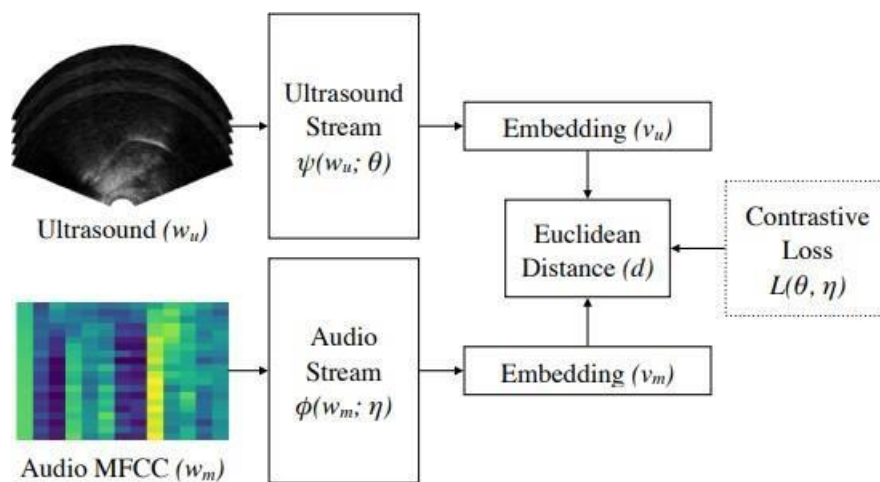 Ultrasound
Stream
ψ(w_u; θ)
Ultrasound (w_u)
Embedding (v_u)
Euclidean
Distance (d)
Contrastive
Loss
L(θ, η)
Audio
Stream
ϕ(w_m; η)
Embedding (v_m)
Audio MFCC (w_m)